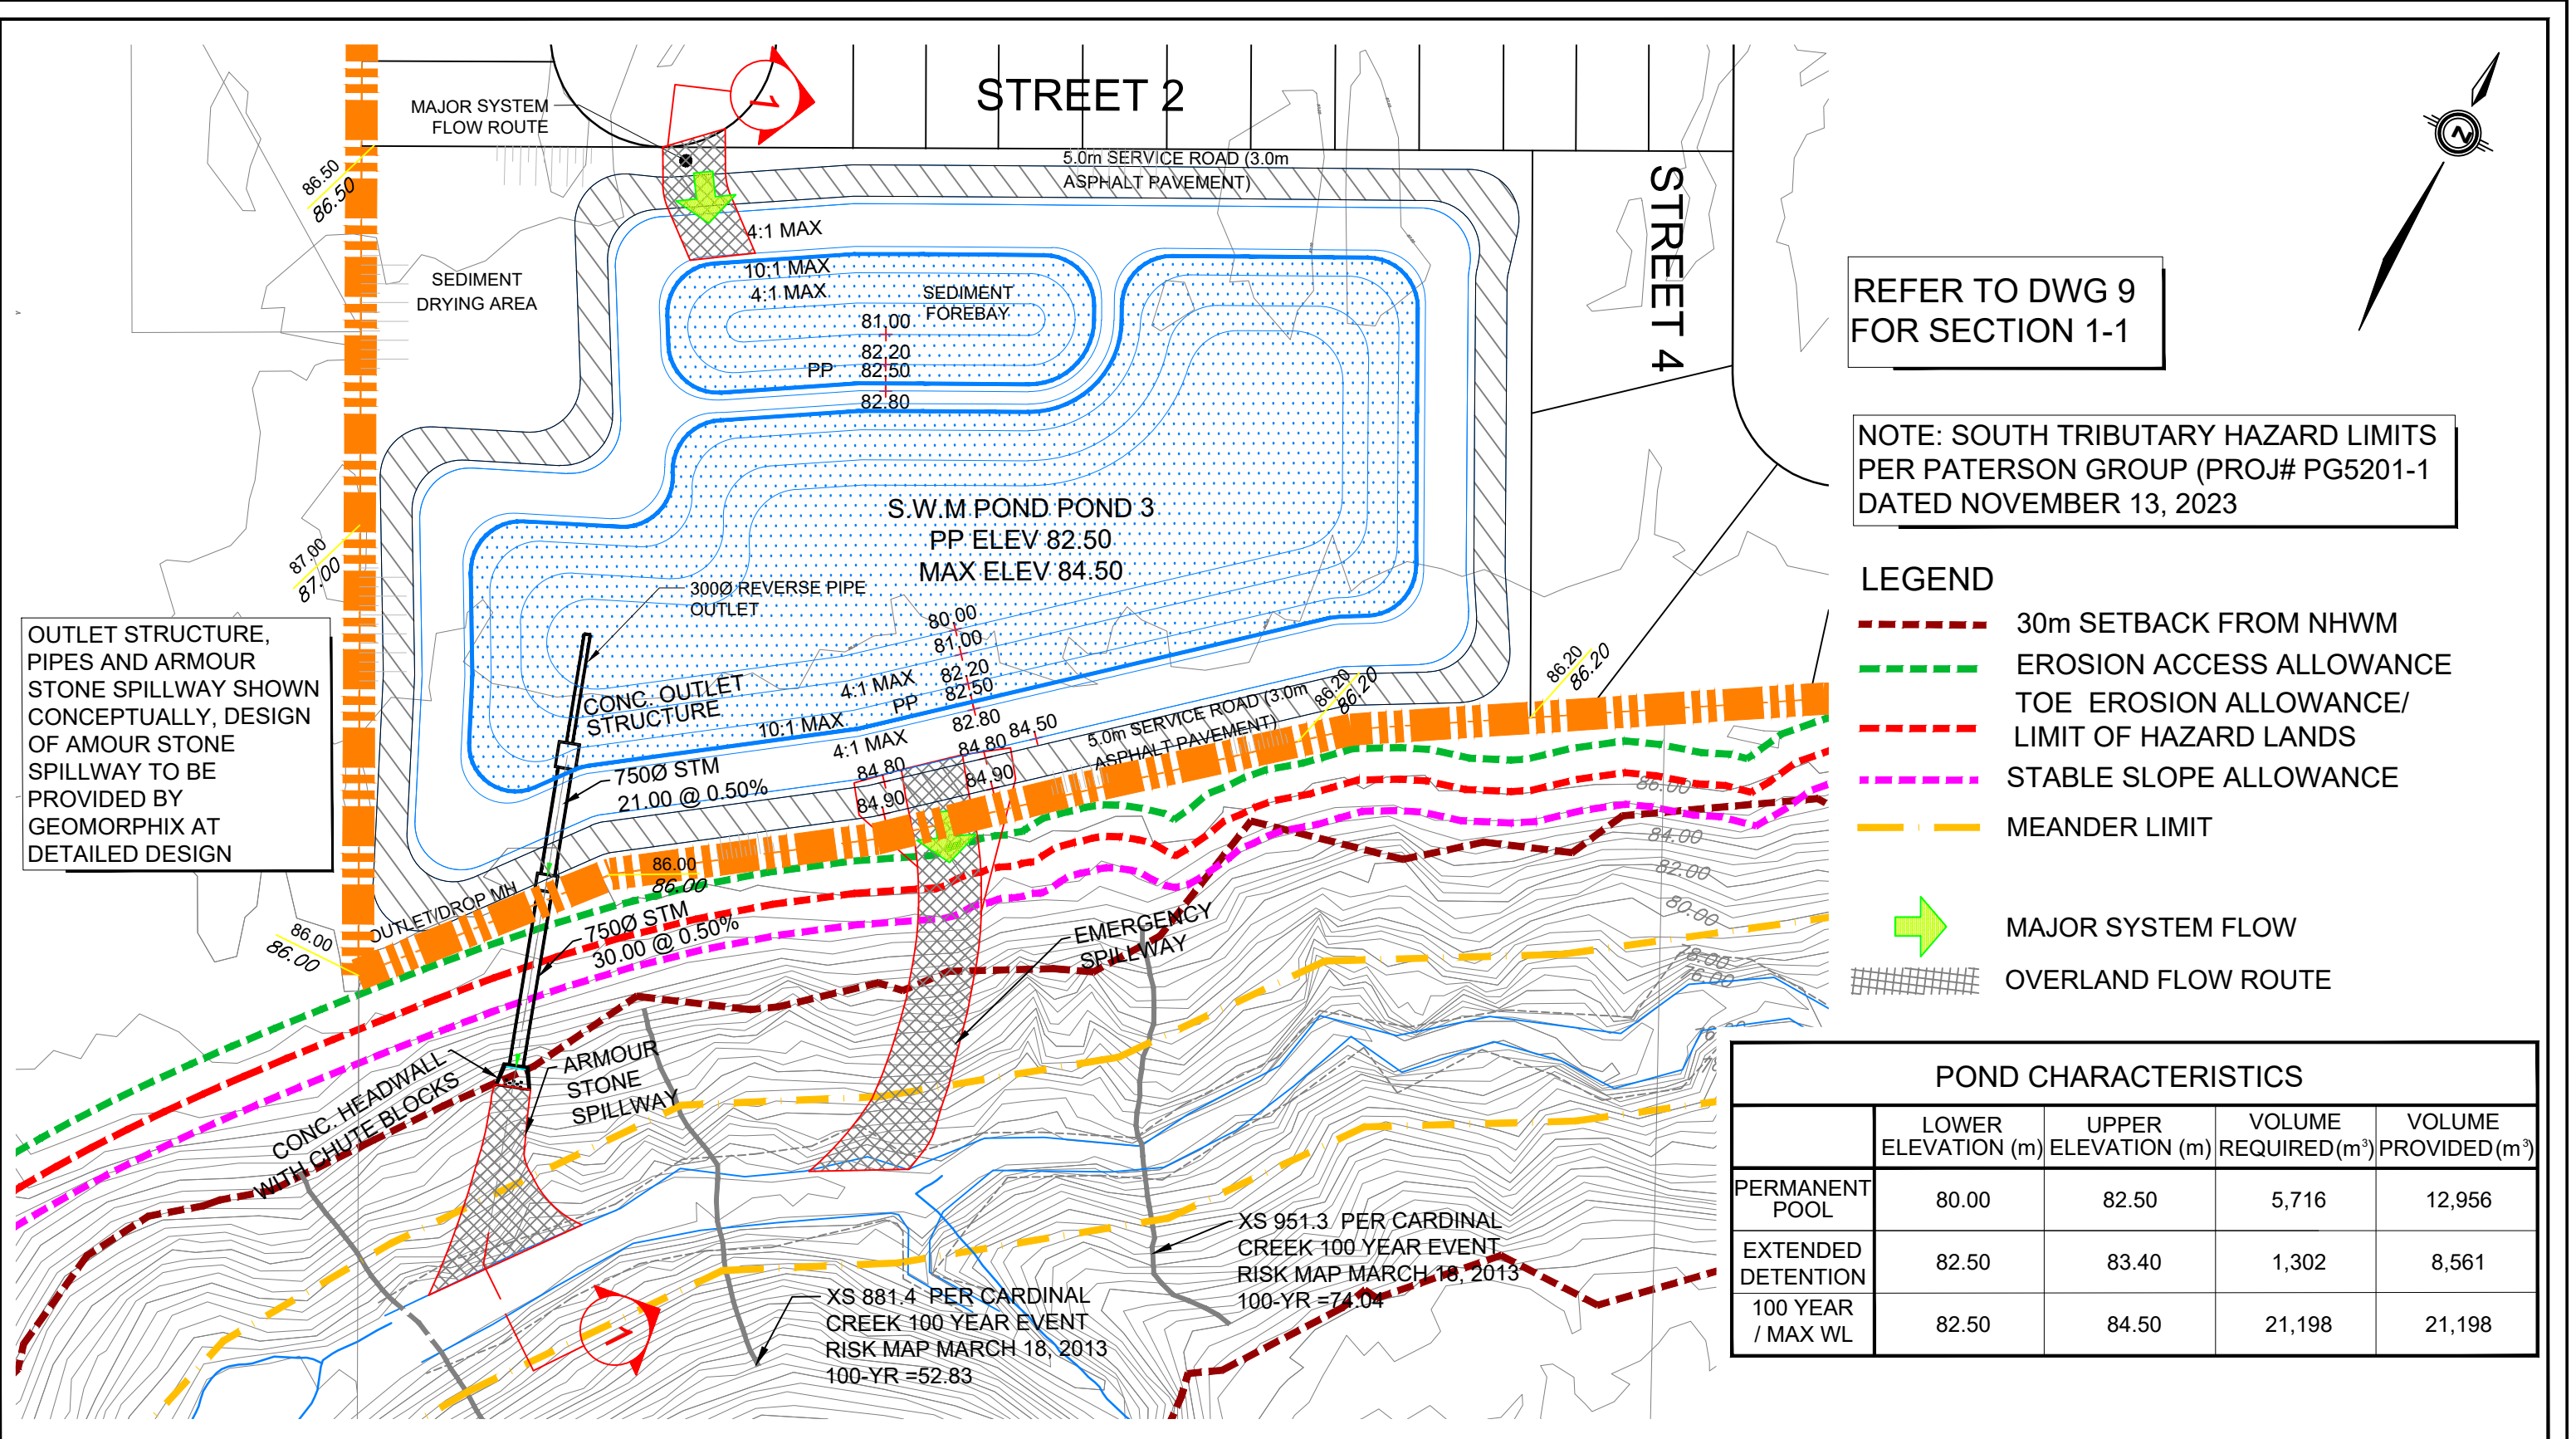 STREET 2
MAJOR SYSTEM
FLOW ROUTE
1
5.0m SERVICE ROAD (3.0m
ASPHALT PAVEMENT)
STREET 4
N
86.50
86.50
4:1 MAX
SEDIMENT
DRYING AREA
10:1 MAX
4:1 MAX
SEDIMENT
FOREBAY
81.00
82.20
PP 82.50
82.80
REFER TO DWG 9
FOR SECTION 1-1
NOTE: SOUTH TRIBUTARY HAZARD LIMITS
PER PATERSON GROUP (PROJ# PG5201-1
DATED NOVEMBER 13, 2023
S.W.M POND POND 3
PP ELEV 82.50
MAX ELEV 84.50
87.00
87.00
300Ø REVERSE PIPE
OUTLET
OUTLET STRUCTURE,
PIPES AND ARMOUR
STONE SPILLWAY SHOWN
CONCEPTUALLY, DESIGN
OF AMOUR STONE
SPILLWAY TO BE
PROVIDED BY
GEOMORPHIX AT
DETAILED DESIGN
80.00
81.00
82.20
82.50
82.80
84.80
84.50
4:1 MAX
PP
10:1 MAX
4:1 MAX
84.80
84.90
84.90
CONC. OUTLET
STRUCTURE
750Ø STM
21.00 @ 0.50%
5.0m SERVICE ROAD (3.0m
ASPHALT PAVEMENT)
86.20
86.20
86.20
86.20
LEGEND
30m SETBACK FROM NHWM
EROSION ACCESS ALLOWANCE
TOE EROSION ALLOWANCE/
LIMIT OF HAZARD LANDS
STABLE SLOPE ALLOWANCE
MEANDER LIMIT
MAJOR SYSTEM FLOW
OVERLAND FLOW ROUTE
86.00
84.00
82.00
80.00
78.00
76.00
86.00
86.00
OUTLET/DROP MH
86.00
86.00
750Ø STM
30.00 @ 0.50%
EMERGENCY
SPILLWAY
CONC. HEADWALL
WITH CHUTE BLOCKS
ARMOUR
STONE
SPILLWAY
XS 951.3 PER CARDINAL
CREEK 100 YEAR EVENT
RISK MAP MARCH 18, 2013
100-YR =74.04
XS 881.4 PER CARDINAL
CREEK 100 YEAR EVENT
RISK MAP MARCH 18, 2013
100-YR =52.83
1
POND CHARACTERISTICS
LOWER ELEVATION (m) UPPER ELEVATION (m) VOLUME REQUIRED (m³) VOLUME PROVIDED (m³)
PERMANENT POOL 80.00 82.50 5,716 12,956
EXTENDED DETENTION 82.50 83.40 1,302 8,561
100 YEAR / MAX WL 82.50 84.50 21,198 21,198